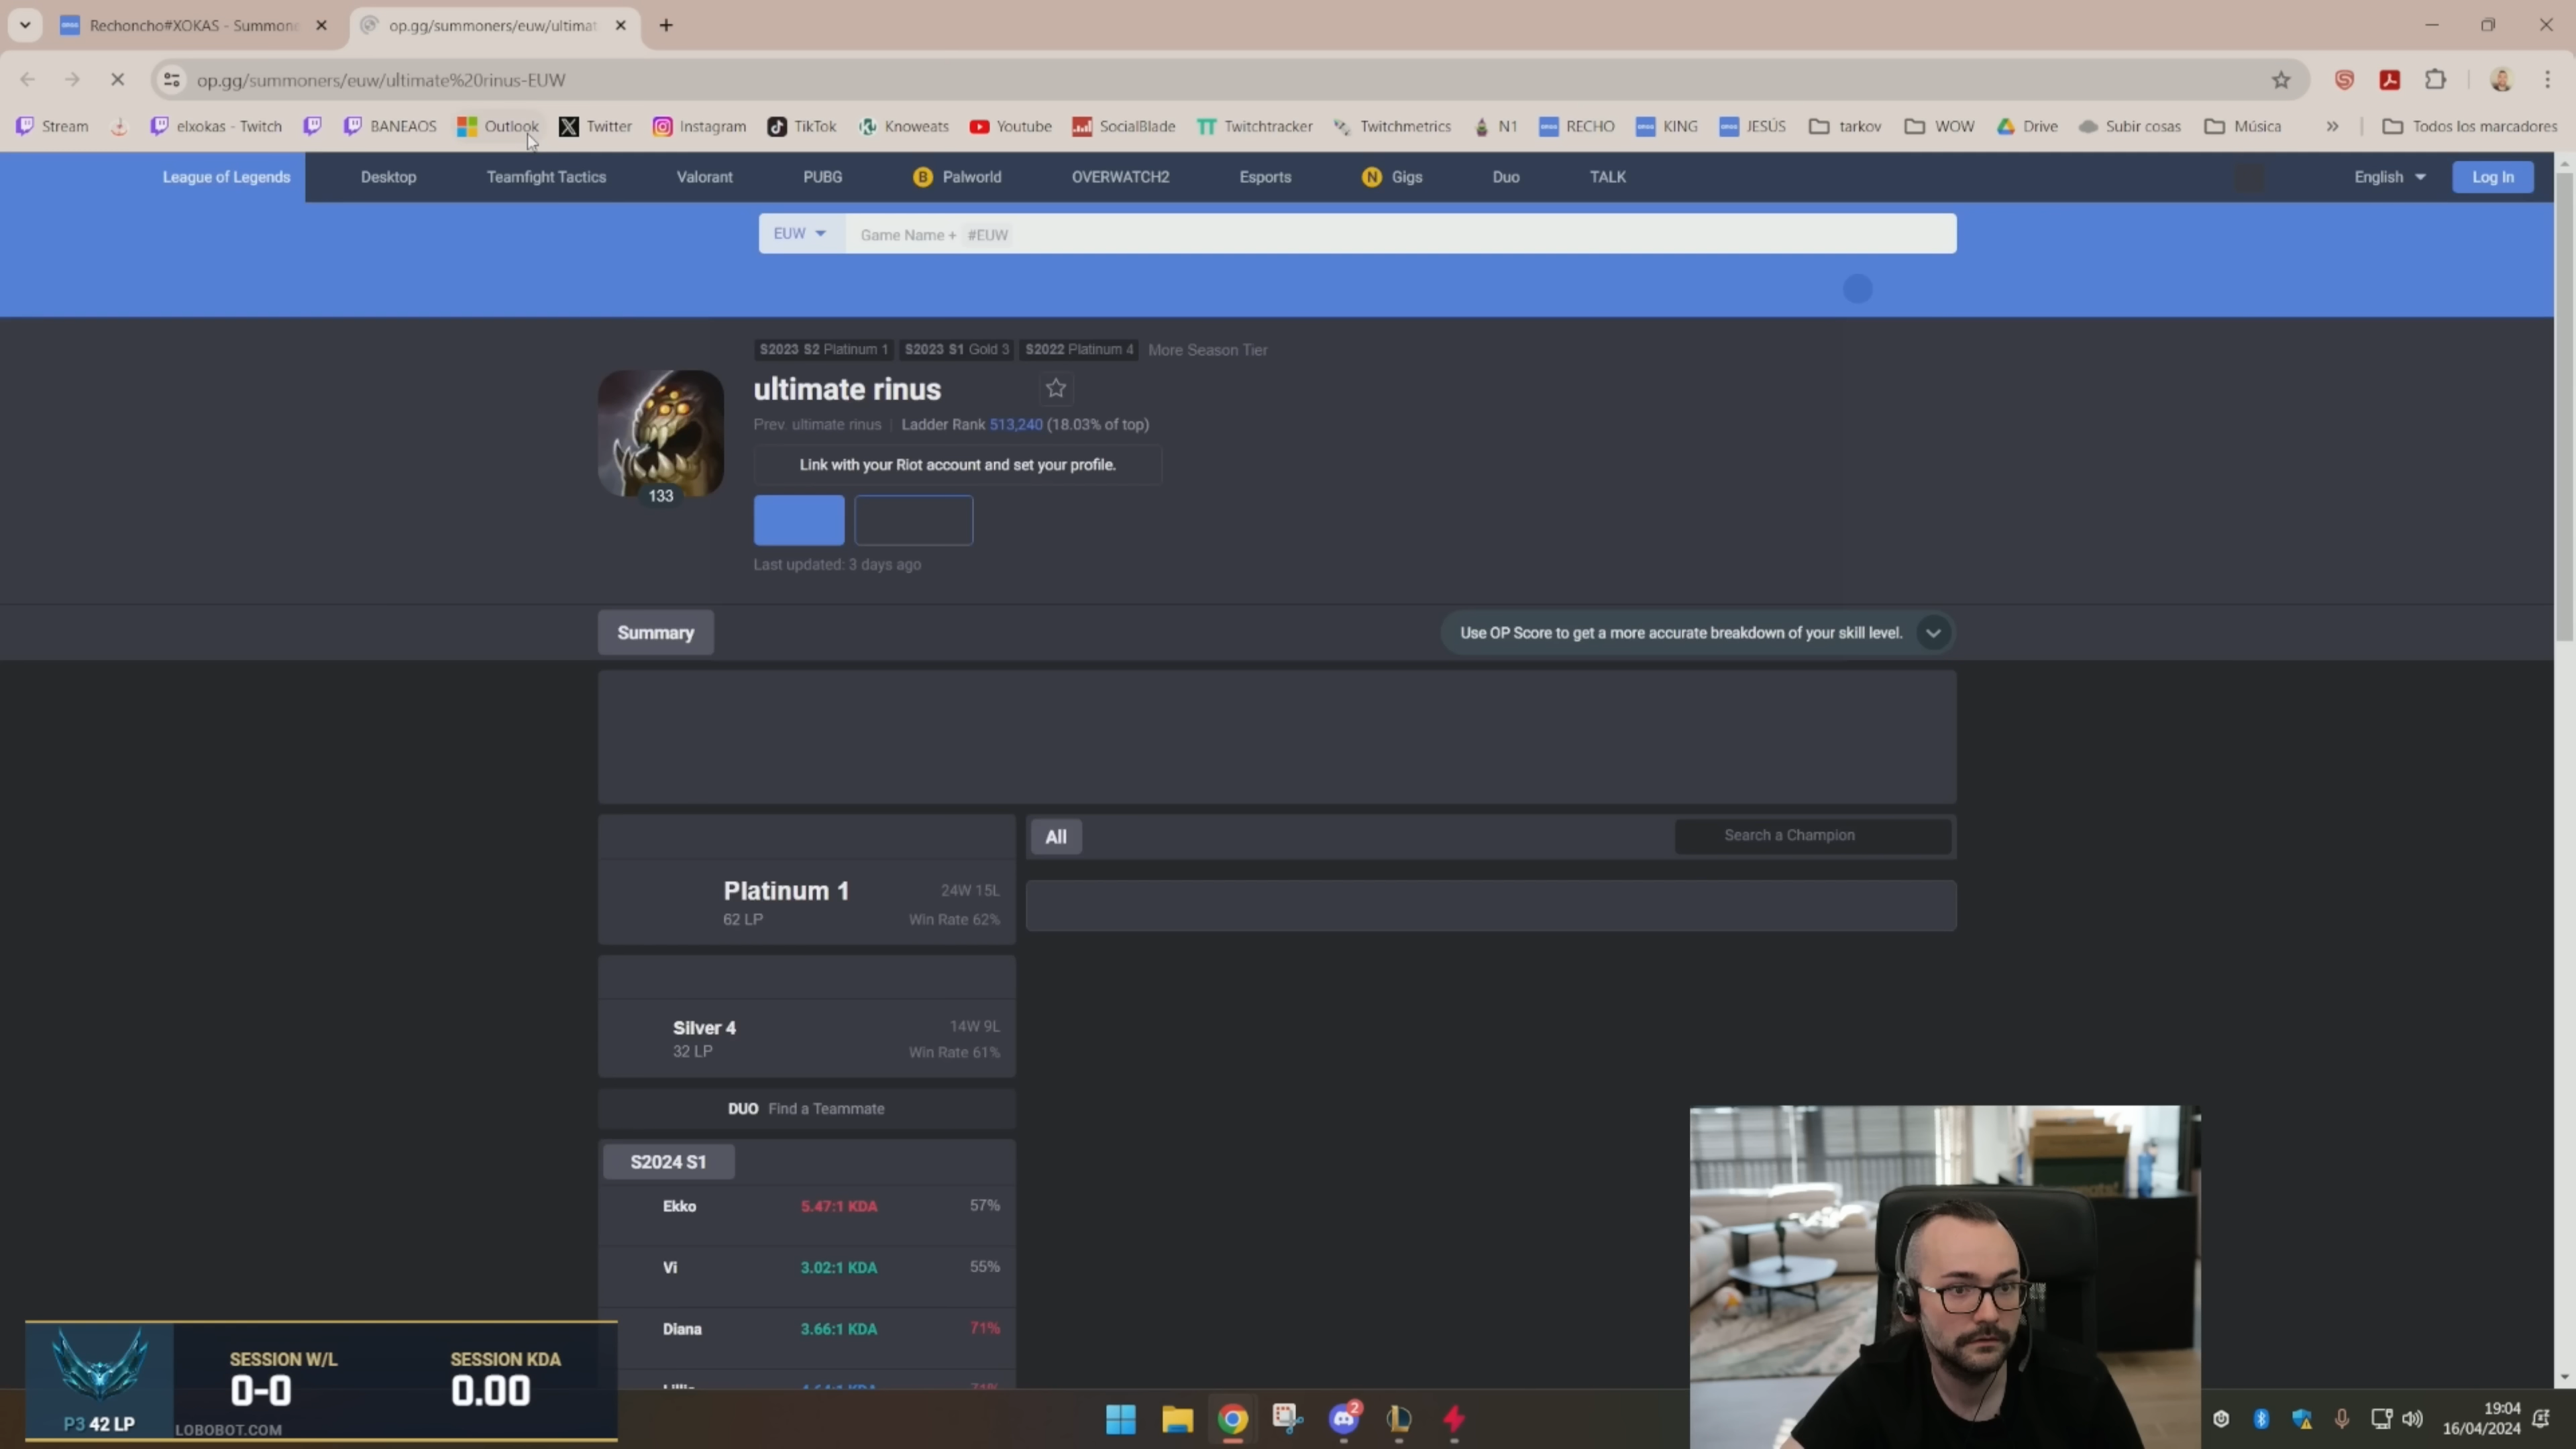 Rechoncho#XOKAS - Summone
op.gg/summoners/euw/ultimat
op.gg/summoners/euw/ultimate%20rinus-EUW
Stream elxokas - Twitch BANEAOS Outlook Twitter Instagram TikTok Knoweats Youtube SocialBlade Twitchtracker Twitchmetrics N1 RECHO KING JESÚS tarkov WOW Drive Subir cosas Música » Todos los marcadores
League of Legends Desktop Teamfight Tactics Valorant PUBG B Palworld OVERWATCH2 Esports N Gigs Duo TALK English Log In
EUW Game Name + #EUW
S2023 S2 Platinum 1 S2023 S1 Gold 3 S2022 Platinum 4 More Season Tier
ultimate rinus
Prev. ultimate rinus | Ladder Rank 513,240 (18.03% of top)
Link with your Riot account and set your profile.
133
Last updated: 3 days ago
Summary
Use OP Score to get a more accurate breakdown of your skill level.
All
Search a Champion
Platinum 1 24W 15L
62 LP Win Rate 62%
Silver 4 14W 9L
32 LP Win Rate 61%
DUO Find a Teammate
S2024 S1
Ekko 5.47:1 KDA 57%
Vi 3.02:1 KDA 55%
Diana 3.66:1 KDA 71%
SESSION W/L SESSION KDA
0-0 0.00
P3 42 LP
LOBOBOT.COM
2
19:04
16/04/2024